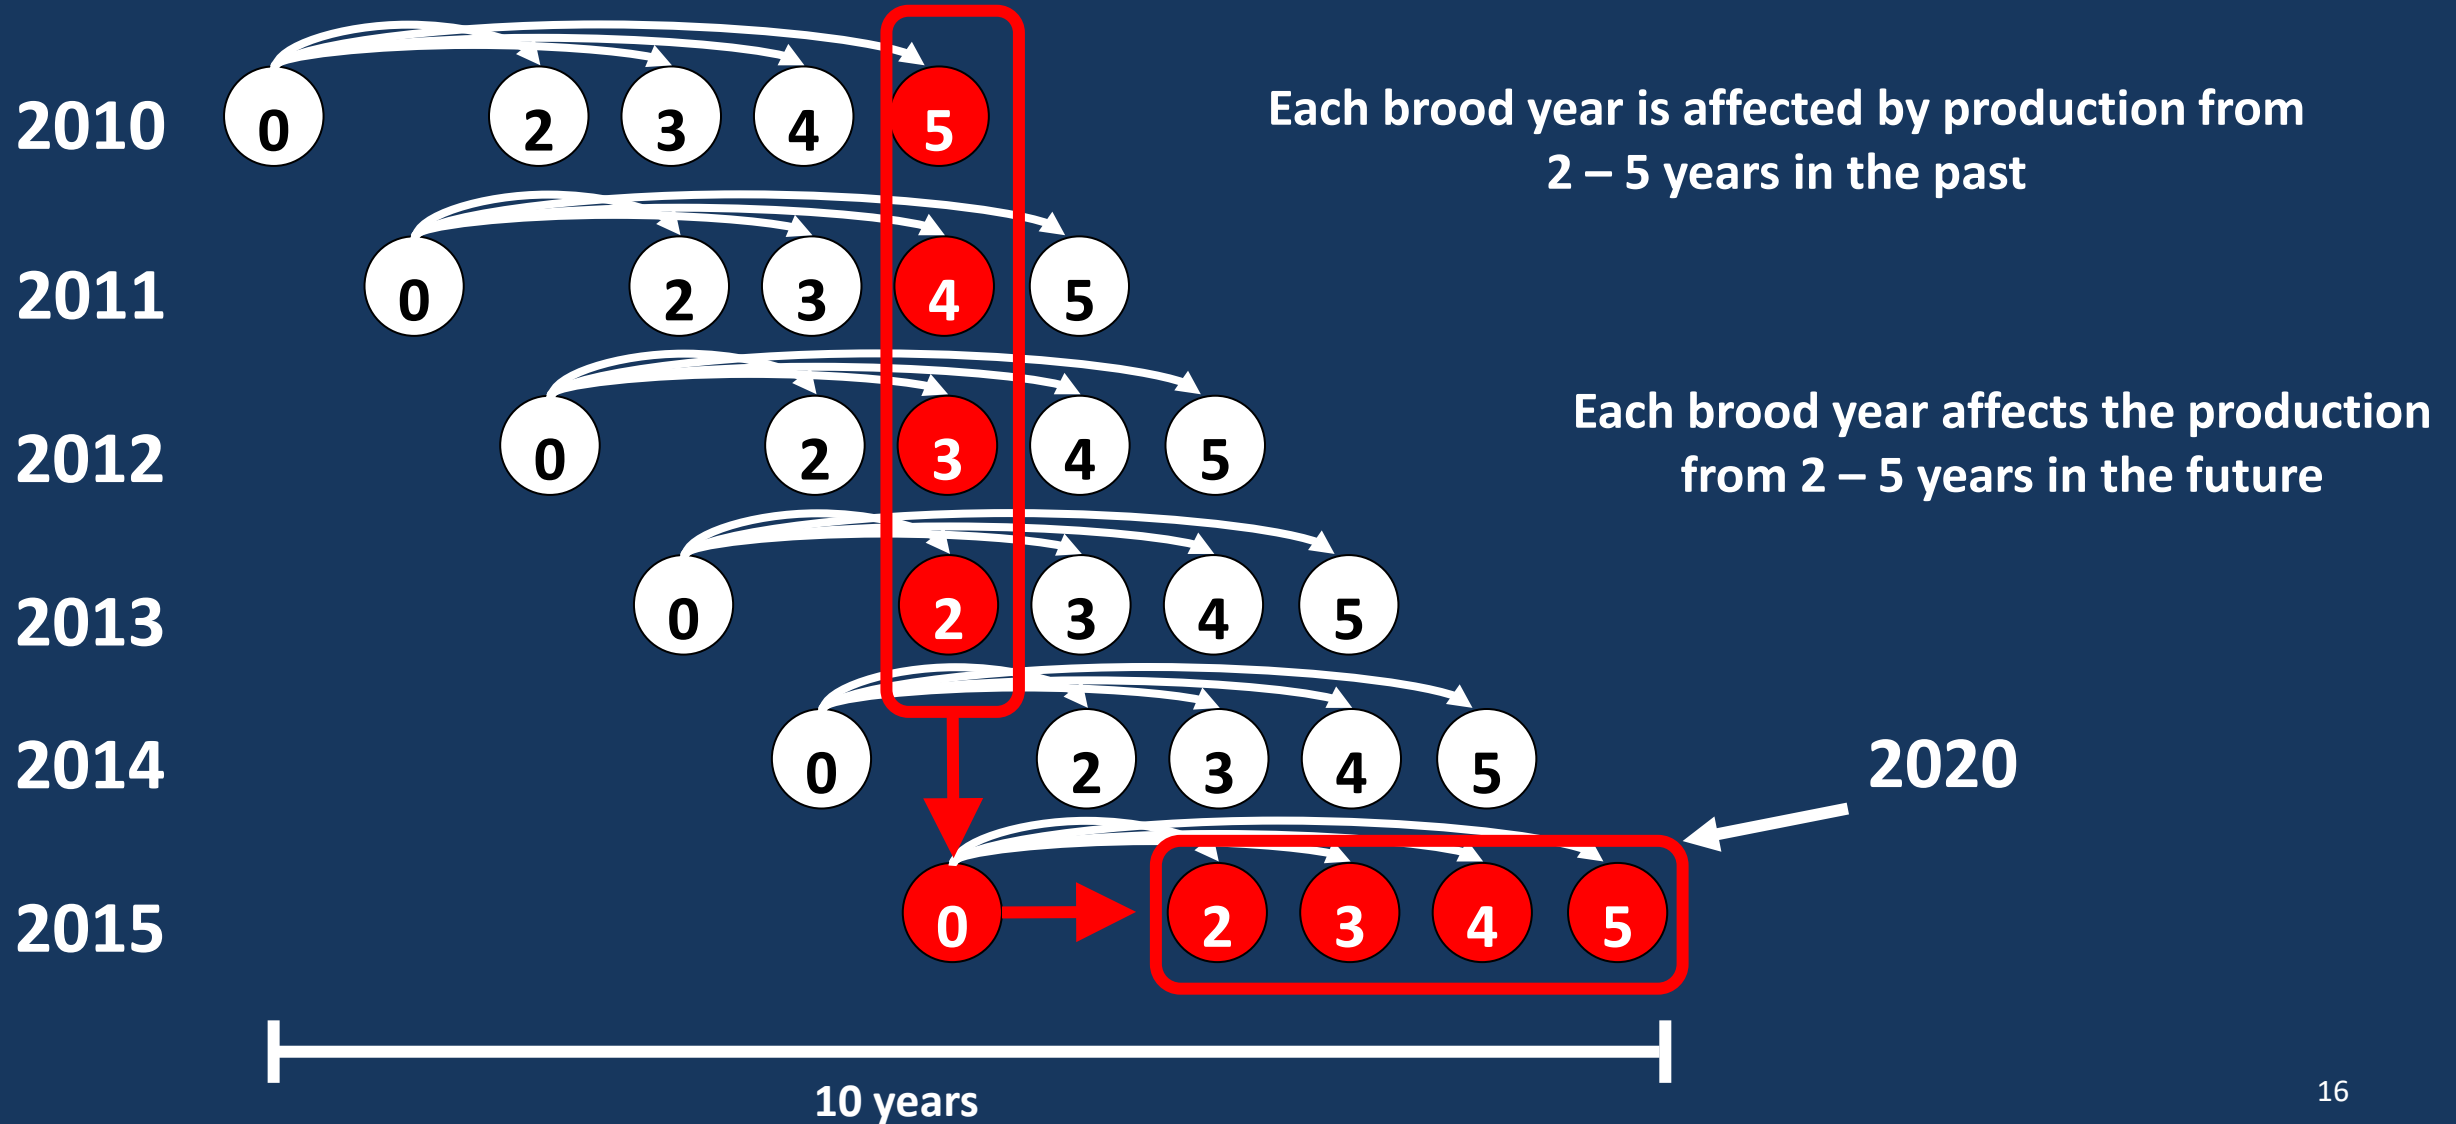 2010 0 2 3 4 5
Each brood year is affected by production from
2 – 5 years in the past
2011 0 2 3 4 5
2012 0 2 3 4 5
Each brood year affects the production
from 2 – 5 years in the future
2013 0 2 3 4 5
2014 0 2 3 4 5
2020
2015 0 2 3 4 5
10 years
16